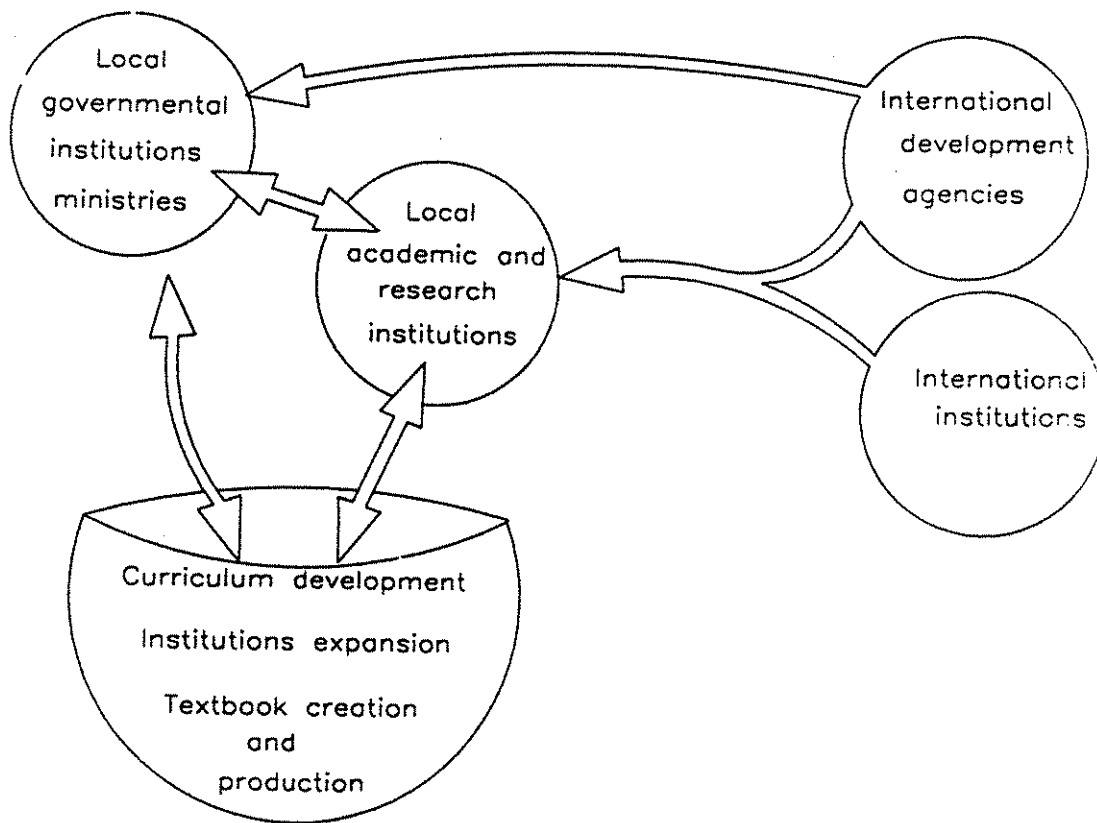 Local
governmental
institutions
ministries
Local
academic and
research
institutions
International
development
agencies
International
institutions
Curriculum development
Institutions expansion
Textbook creation
and
production